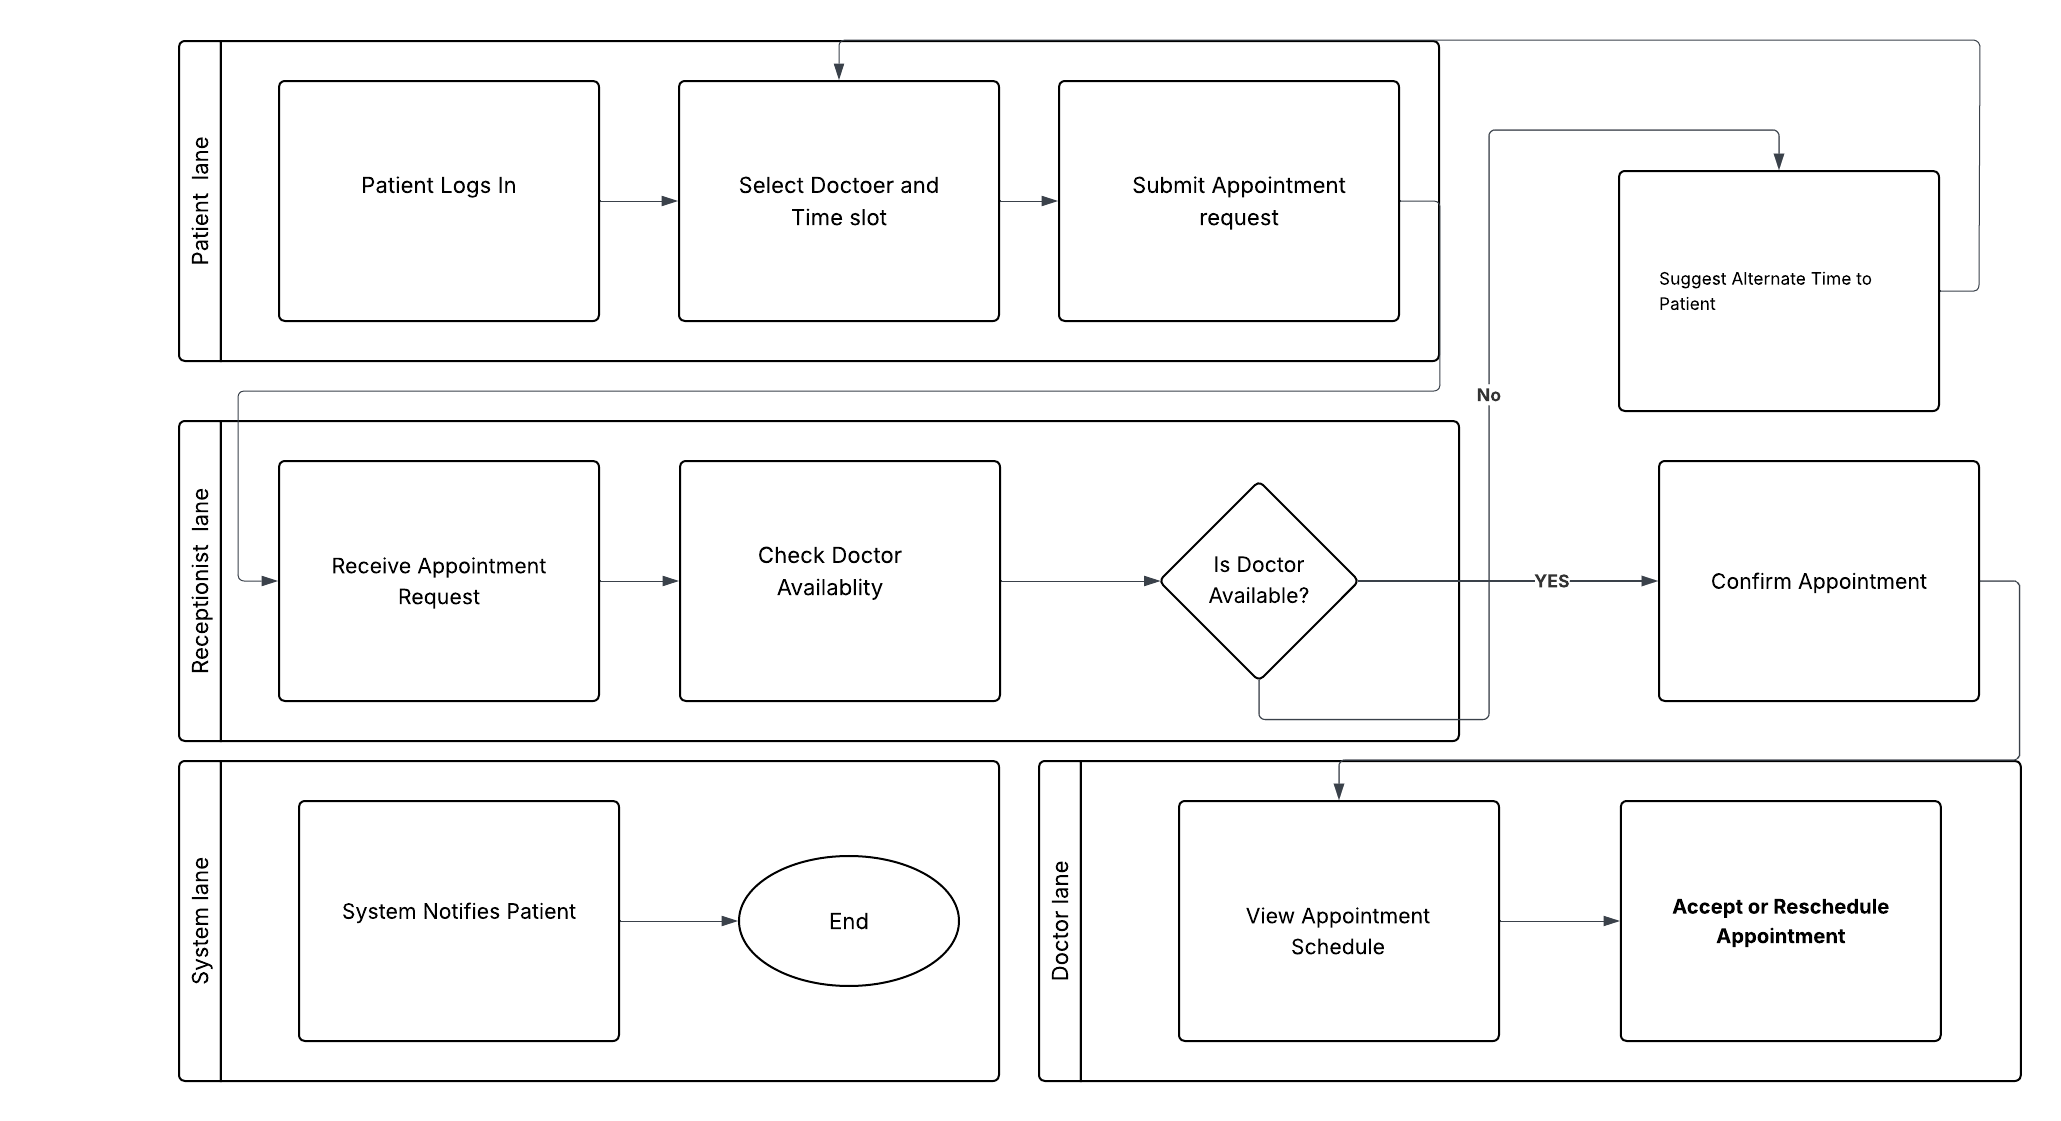 Patient lane
Patient Logs In
Select Doctoer and
Time slot
Submit Appointment
request
Suggest Alternate Time to
Patient
No
Receptionist lane
Receive Appointment
Request
Check Doctor
Availablity
Is Doctor
Available?
YES
Confirm Appointment
System lane
System Notifies Patient
End
Doctor lane
View Appointment
Schedule
Accept or Reschedule
Appointment